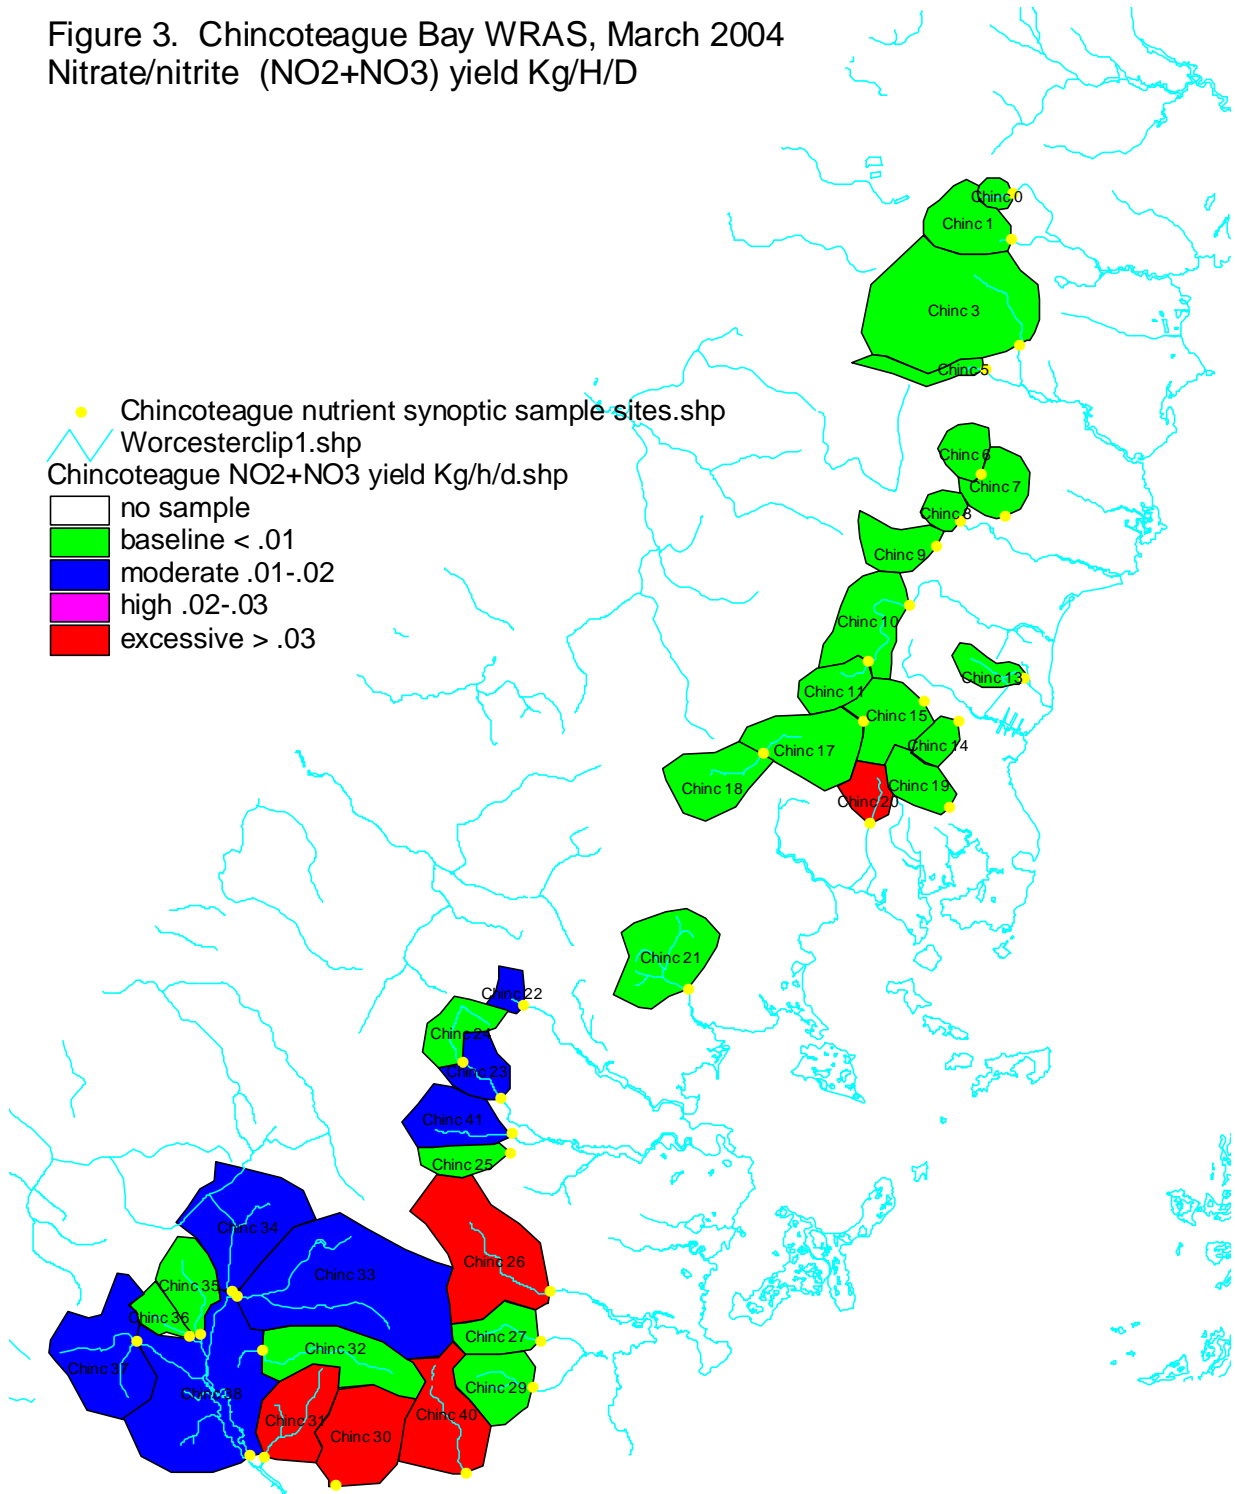 Figure 3. Chincoteague Bay WRAS, March 2004
Nitrate/nitrite (NO2+NO3) yield Kg/H/D
Chinc 0
Chinc 1
Chinc 3
Chinc 5
Chincoteague nutrient synoptic sample sites.shp
Worcesterclip1.shp
Chincoteague NO2+NO3 yield Kg/h/d.shp
no sample
baseline < .01
moderate .01-.02
high .02-.03
excessive > .03
Chinc 6
Chinc 7
Chinc 8
Chinc 9
Chinc 10
Chinc 13
Chinc 11
Chinc 15
Chinc 14
Chinc 17
Chinc 18
Chinc 19
Chinc 20
Chinc 21
Chinc 22
Chinc 24
Chinc 23
Chinc 41
Chinc 25
Chinc 34
Chinc 26
Chinc 33
Chinc 35
Chinc 36
Chinc 27
Chinc 32
Chinc 37
Chinc 29
Chinc 38
Chinc 31
Chinc 40
Chinc 30